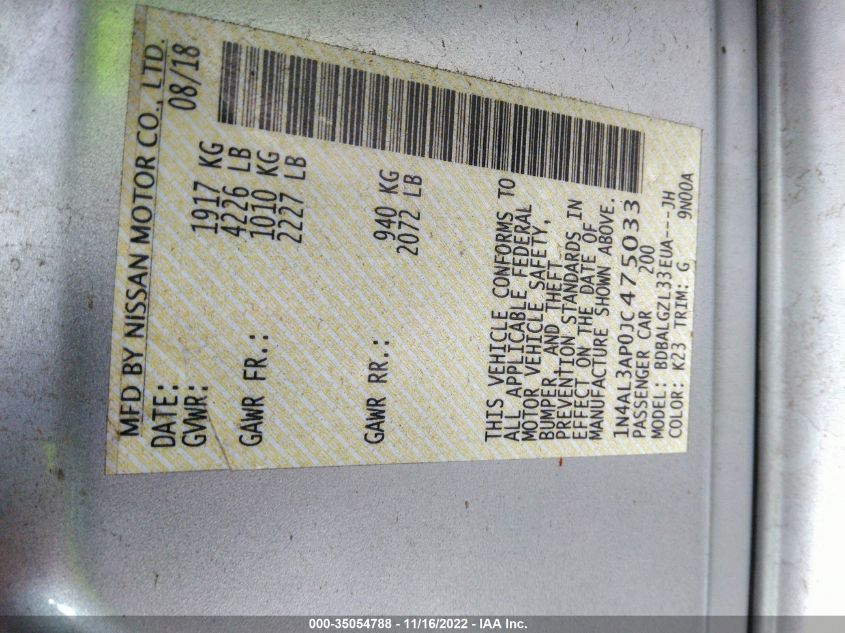 MFD BY NISSAN MOTOR CO., LTD.
DATE: 08/18
GVWR: 1917 KG
4226 LB
GAWR FR.: 1010 KG
2227 LB
GAWR RR.: 940 KG
2072 LB
THIS VEHICLE CONFORMS TO
ALL APPLICABLE FEDERAL
MOTOR VEHICLE SAFETY,
BUMPER, AND THEFT
PREVENTION STANDARDS IN
EFFECT ON THE DATE OF
MANUFACTURE SHOWN ABOVE.
1N4AL3AP0JC475033
PASSENGER CAR 200
MODEL: BDBALGZL33EUA---JH
COLOR: K23 TRIM: G 9N00A
000-35054788 - 11/16/2022 - IAA Inc.